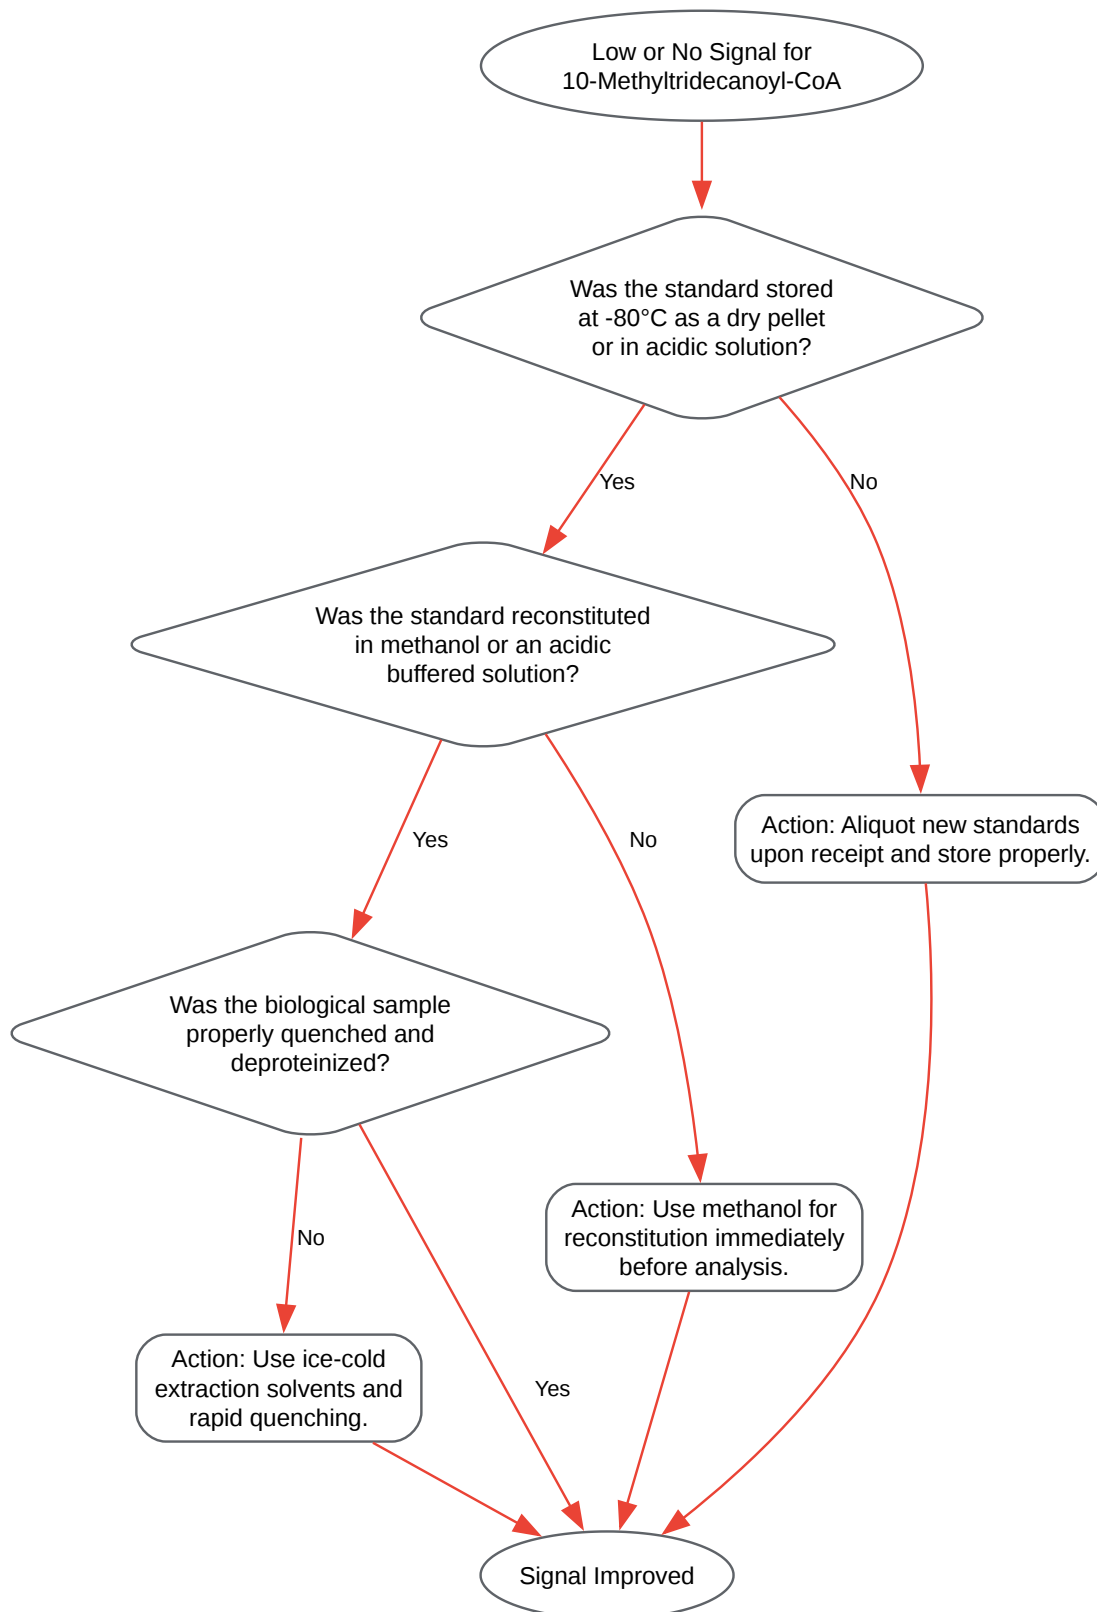 Low or No Signal for
10-Methyltridecanoyl-CoA
Was the standard stored
at -80°C as a dry pellet
or in acidic solution?
Yes
No
Was the standard reconstituted
in methanol or an acidic
buffered solution?
Yes
No
Action: Aliquot new standards
upon receipt and store properly.
Was the biological sample
properly quenched and
deproteinized?
No
Yes
Action: Use methanol for
reconstitution immediately
before analysis.
Action: Use ice-cold
extraction solvents and
rapid quenching.
Signal Improved